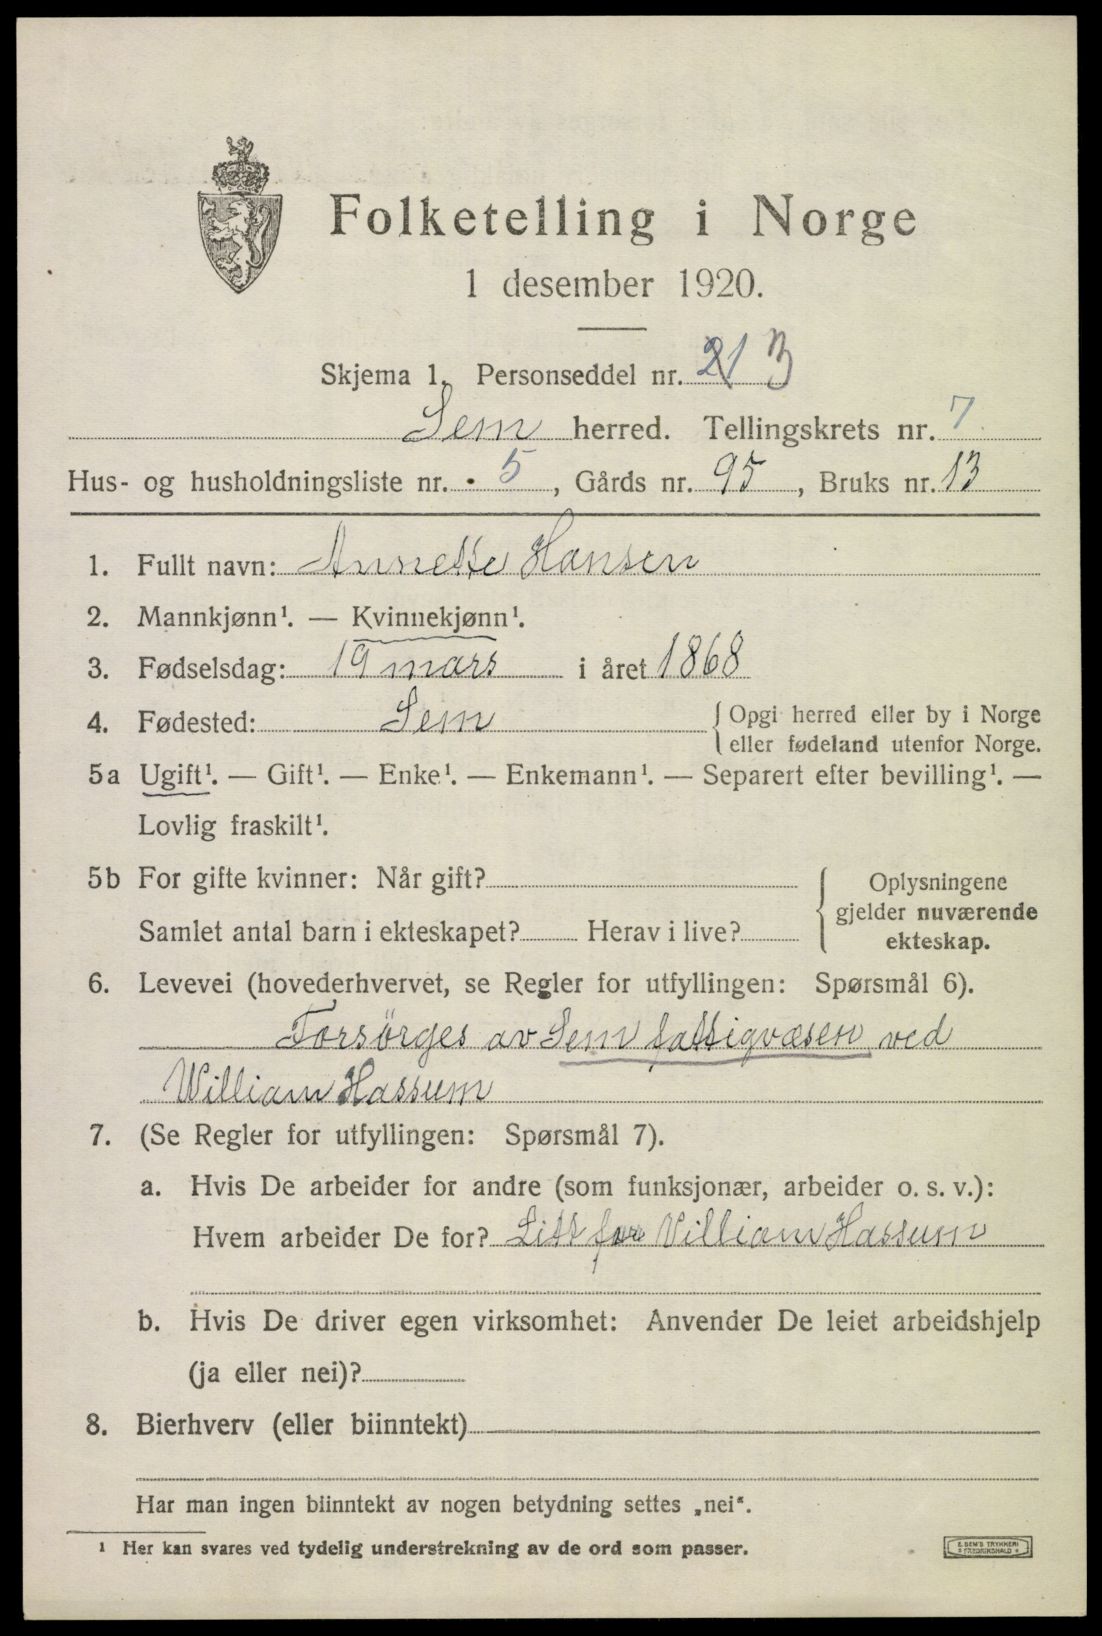 Folketelling i Norge
1 desember 1920.
Skjema 1. Personseddel nr. 21 3
Sem herred. Tellingskrets nr. 7
Hus- og husholdningsliste nr. 5, Gårds nr. 95, Bruks nr. 13
1. Fullt navn: Annette Hansen
2. Mannkjønn¹. — Kvinnekjønn¹.
3. Fødselsdag: 19 mars i året 1868
4. Fødested: Sem { Opgi herred eller by i Norge
eller fødeland utenfor Norge.
5a Ugift¹. — Gift¹. — Enke¹. — Enkemann¹. — Separert efter bevilling¹. —
Lovlig fraskilt¹.
5b For gifte kvinner: Når gift?
Samlet antal barn i ekteskapet? Herav i live?
{ Oplysningene
gjelder nuværende
ekteskap.
6. Levevei (hovederhvervet, se Regler for utfyllingen: Spørsmål 6).
Forsörges av Sem fattigvæsen ved
William Hassum
7. (Se Regler for utfyllingen: Spørsmål 7).
a. Hvis De arbeider for andre (som funksjonær, arbeider o. s. v.):
Hvem arbeider De for? Litt for William Hassum
b. Hvis De driver egen virksomhet: Anvender De leiet arbeidshjelp
(ja eller nei)?
8. Bierhverv (eller biinntekt)
Har man ingen biinntekt av nogen betydning settes „nei".
¹ Her kan svares ved tydelig understrekning av de ord som passer.
E. SEM'S TRYKKERI
FREDRIKSHALD